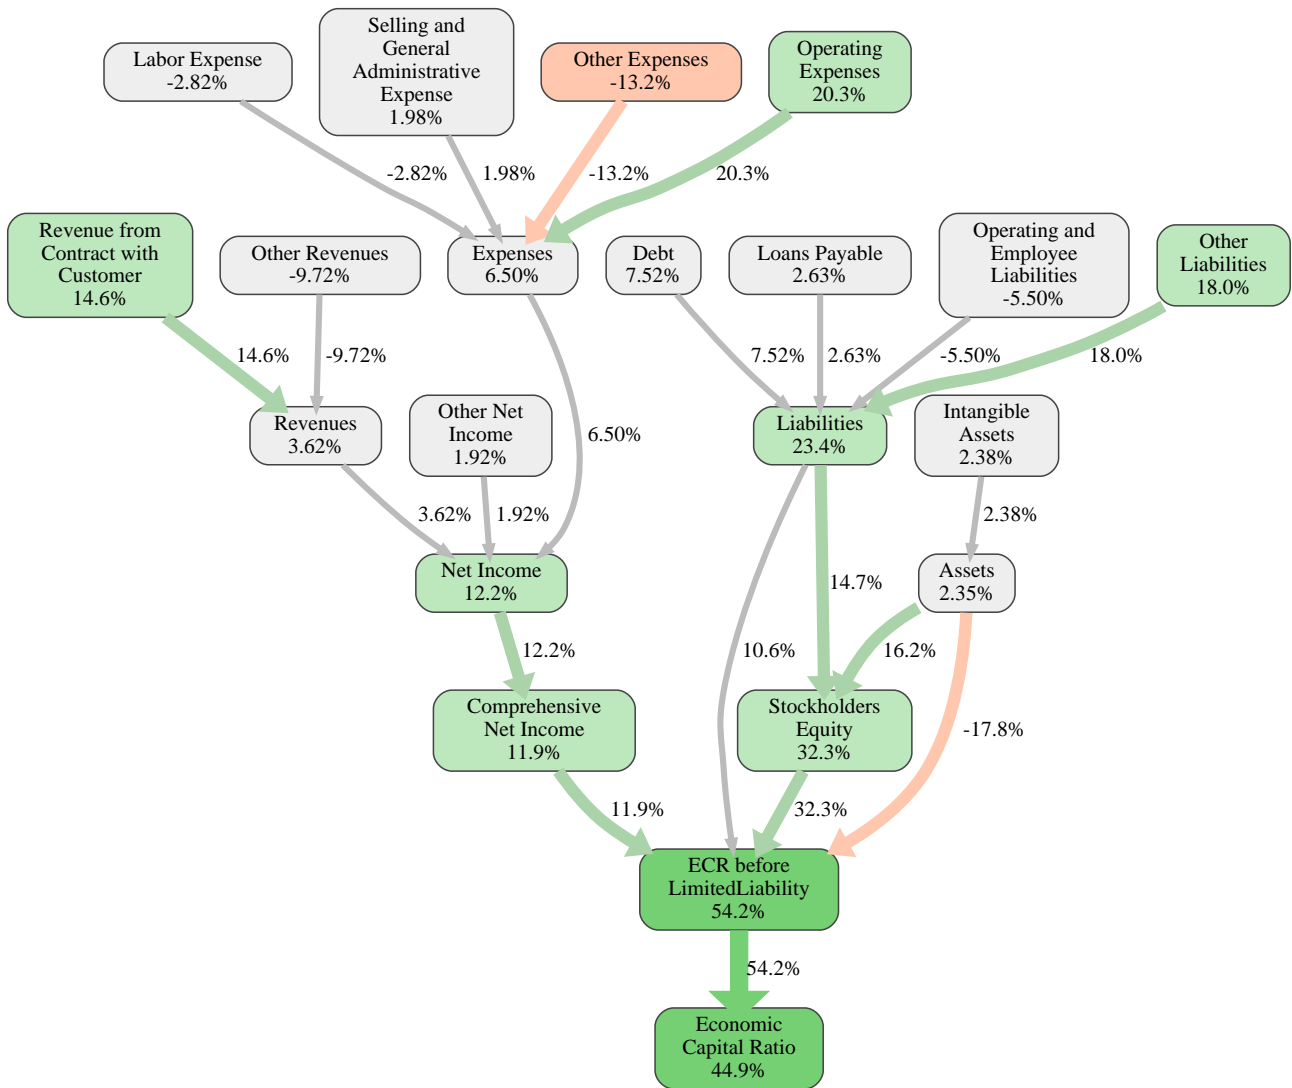 Labor Expense
-2.82%
Selling and
General
Administrative
Expense
1.98%
Other Expenses
-13.2%
Operating
Expenses
20.3%
-2.82%
1.98%
-13.2%
20.3%
Revenue from
Contract with
Customer
14.6%
Other Revenues
-9.72%
Expenses
6.50%
Debt
7.52%
Loans Payable
2.63%
Operating and
Employee
Liabilities
-5.50%
Other
Liabilities
18.0%
14.6%
-9.72%
7.52%
2.63%
-5.50%
18.0%
Revenues
3.62%
Other Net
Income
1.92%
6.50%
Liabilities
23.4%
Intangible
Assets
2.38%
3.62%
1.92%
2.38%
Net Income
12.2%
14.7%
Assets
2.35%
12.2%
10.6%
16.2%
Comprehensive
Net Income
11.9%
Stockholders
Equity
32.3%
-17.8%
11.9%
32.3%
ECR before
LimitedLiability
54.2%
54.2%
Economic
Capital Ratio
44.9%